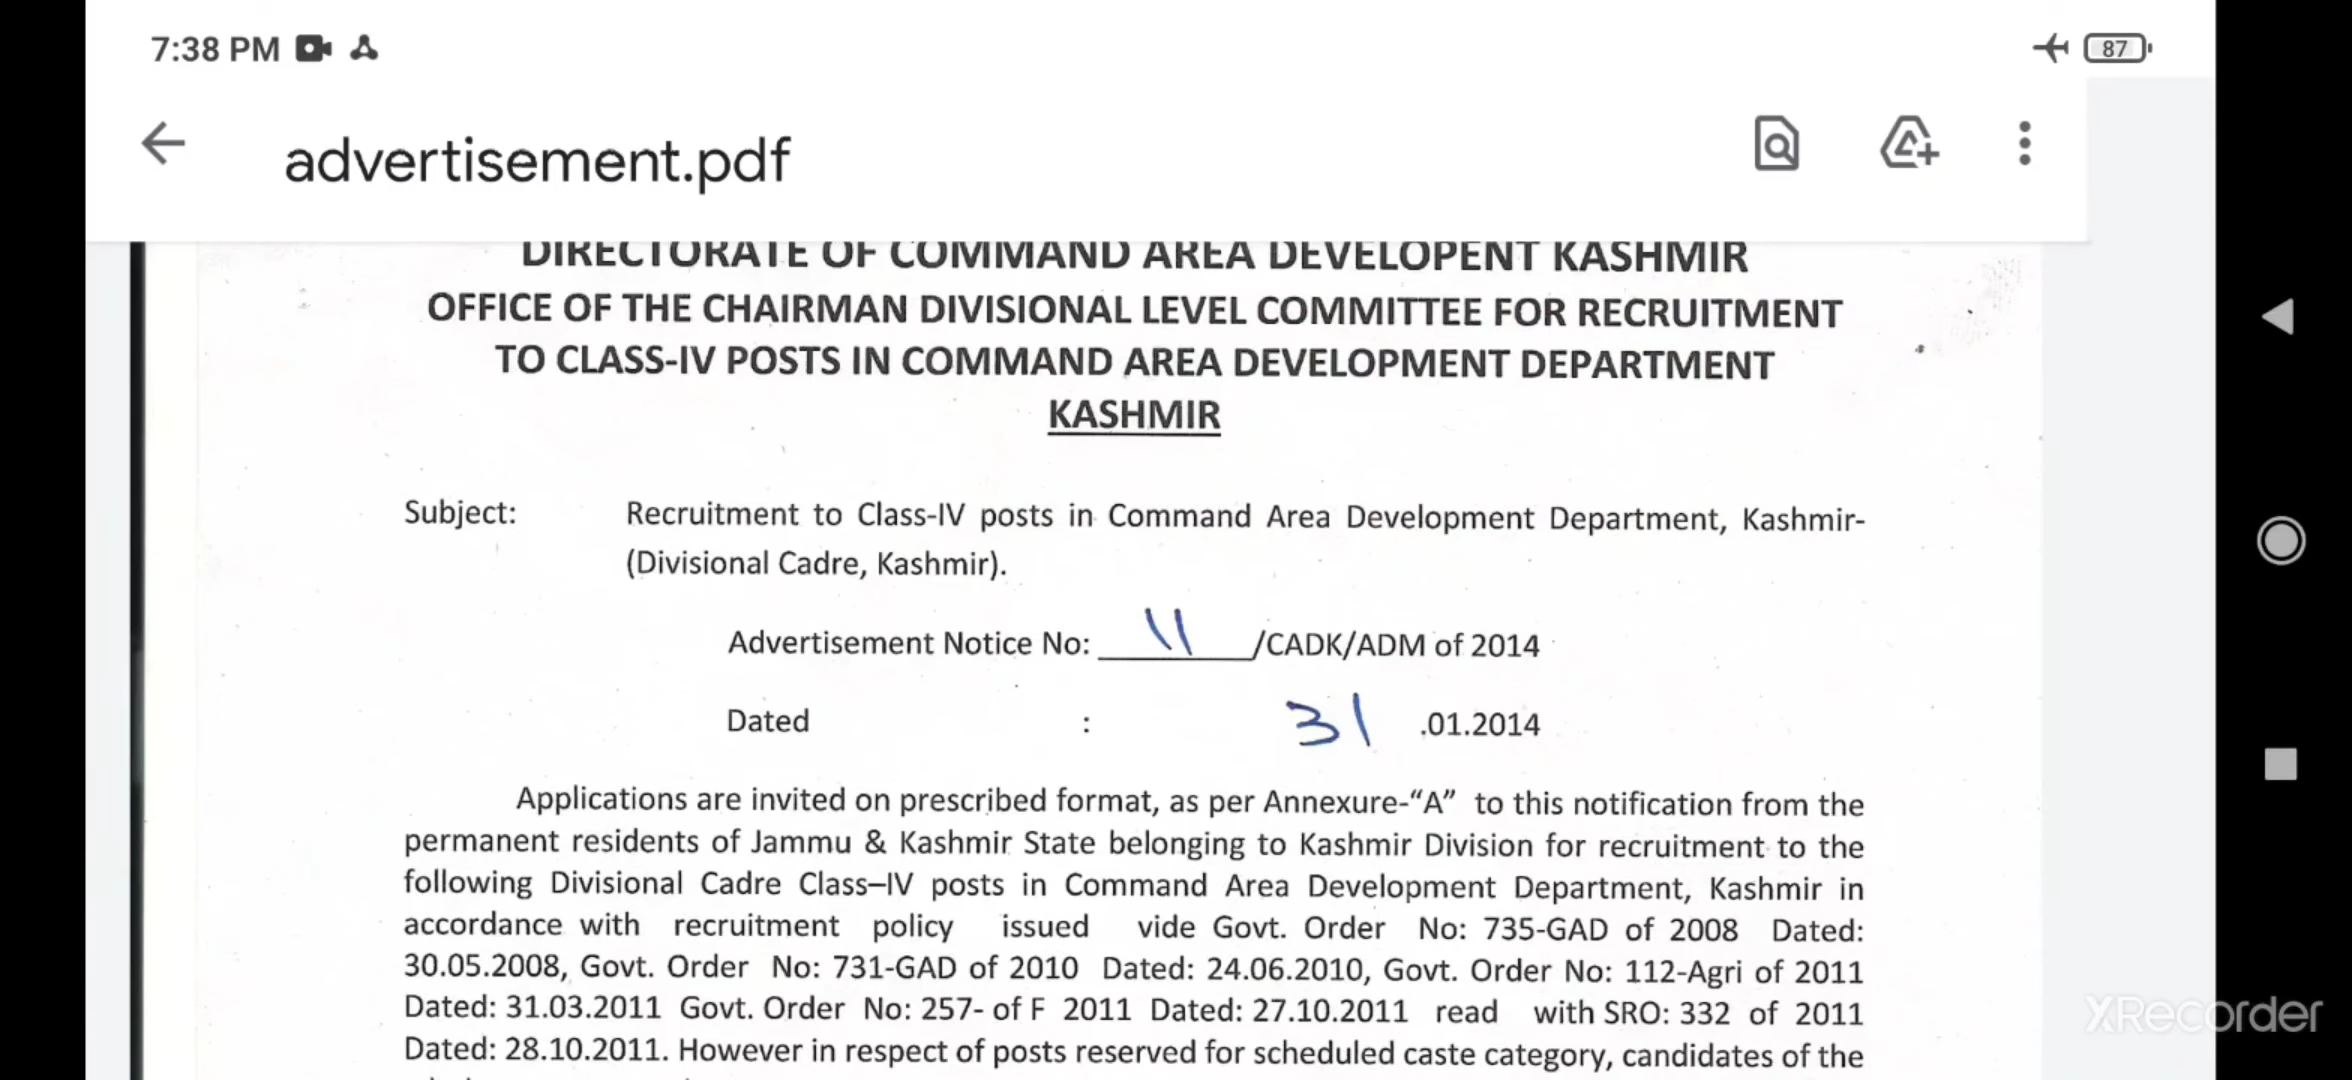 7:38 PM
87
advertisement.pdf
DIRECTORATE OF COMMAND AREA DEVELOPENT KASHMIR
OFFICE OF THE CHAIRMAN DIVISIONAL LEVEL COMMITTEE FOR RECRUITMENT
TO CLASS-IV POSTS IN COMMAND AREA DEVELOPMENT DEPARTMENT
KASHMIR
Subject: Recruitment to Class-IV posts in Command Area Development Department, Kashmir-
(Divisional Cadre, Kashmir).
Advertisement Notice No: 11 /CADK/ADM of 2014
Dated : 31 .01.2014
Applications are invited on prescribed format, as per Annexure-“A” to this notification from the
permanent residents of Jammu & Kashmir State belonging to Kashmir Division for recruitment to the
following Divisional Cadre Class–IV posts in Command Area Development Department, Kashmir in
accordance with recruitment policy issued vide Govt. Order No: 735-GAD of 2008 Dated:
30.05.2008, Govt. Order No: 731-GAD of 2010 Dated: 24.06.2010, Govt. Order No: 112-Agri of 2011
Dated: 31.03.2011 Govt. Order No: 257- of F 2011 Dated: 27.10.2011 read with SRO: 332 of 2011
Dated: 28.10.2011. However in respect of posts reserved for scheduled caste category, candidates of the
XRecorder